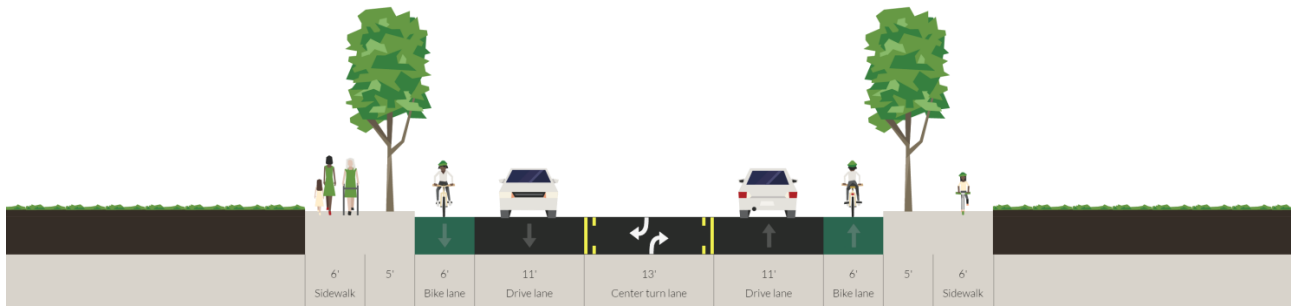 6' 5' 6' 11' 13' 11' 6' 5' 6'
Sidewalk Bike lane Drive lane Center turn lane Drive lane Bike lane Sidewalk